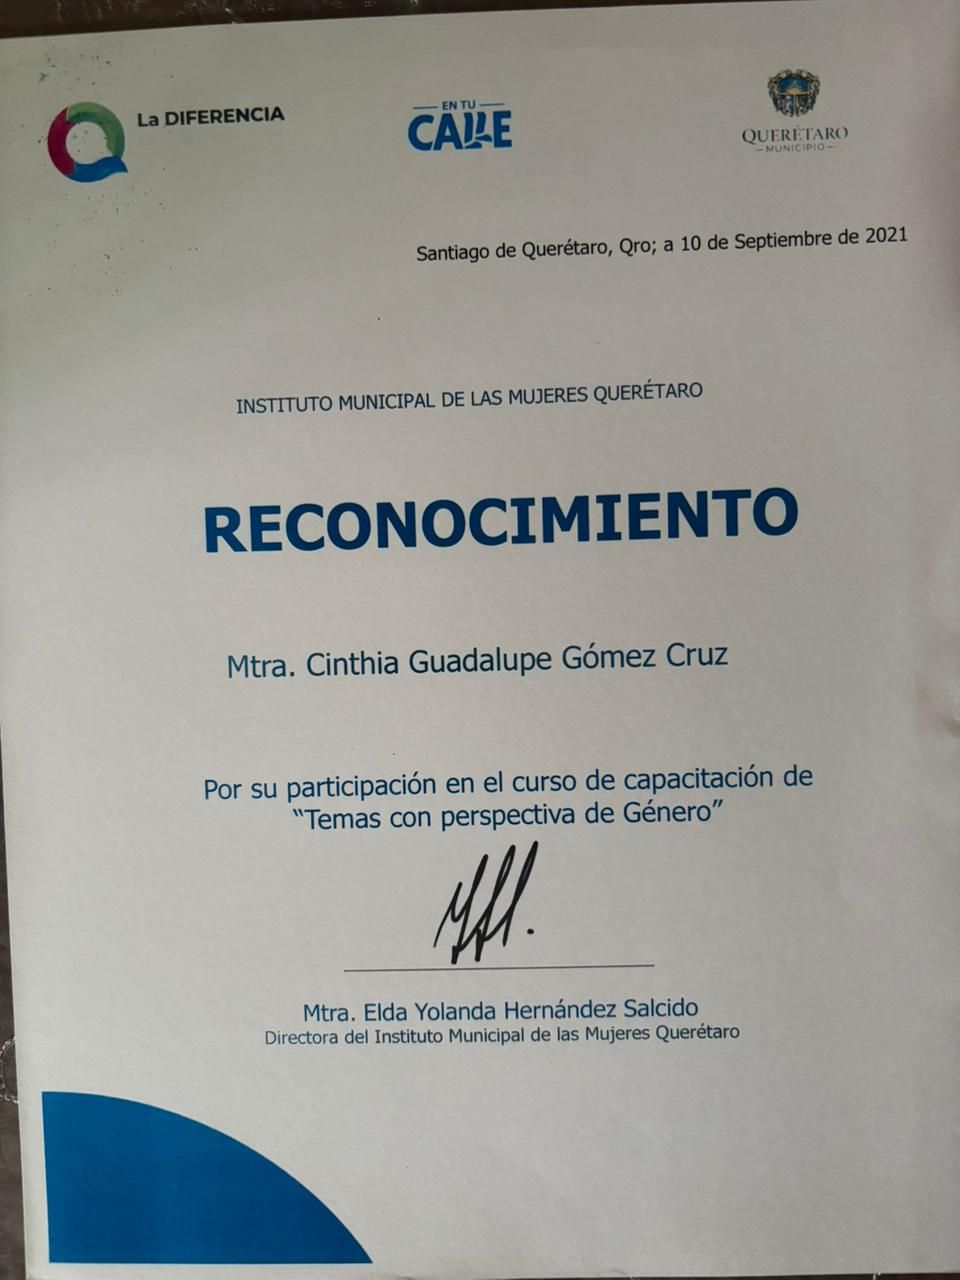 La DIFERENCIA
EN TU
CALLE
QUERÉTARO
MUNICIPIO
Santiago de Querétaro, Qro; a 10 de Septiembre de 2021
INSTITUTO MUNICIPAL DE LAS MUJERES QUERÉTARO
RECONOCIMIENTO
Mtra. Cinthia Guadalupe Gómez Cruz
Por su participación en el curso de capacitación de
“Temas con perspectiva de Género”
Mtra. Elda Yolanda Hernández Salcido
Directora del Instituto Municipal de las Mujeres Querétaro